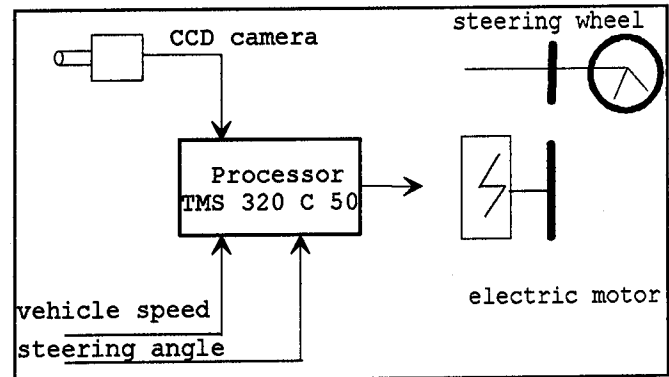 steering wheel
CCD camera
Processor
TMS 320 C 50
electric motor
vehicle speed
steering angle